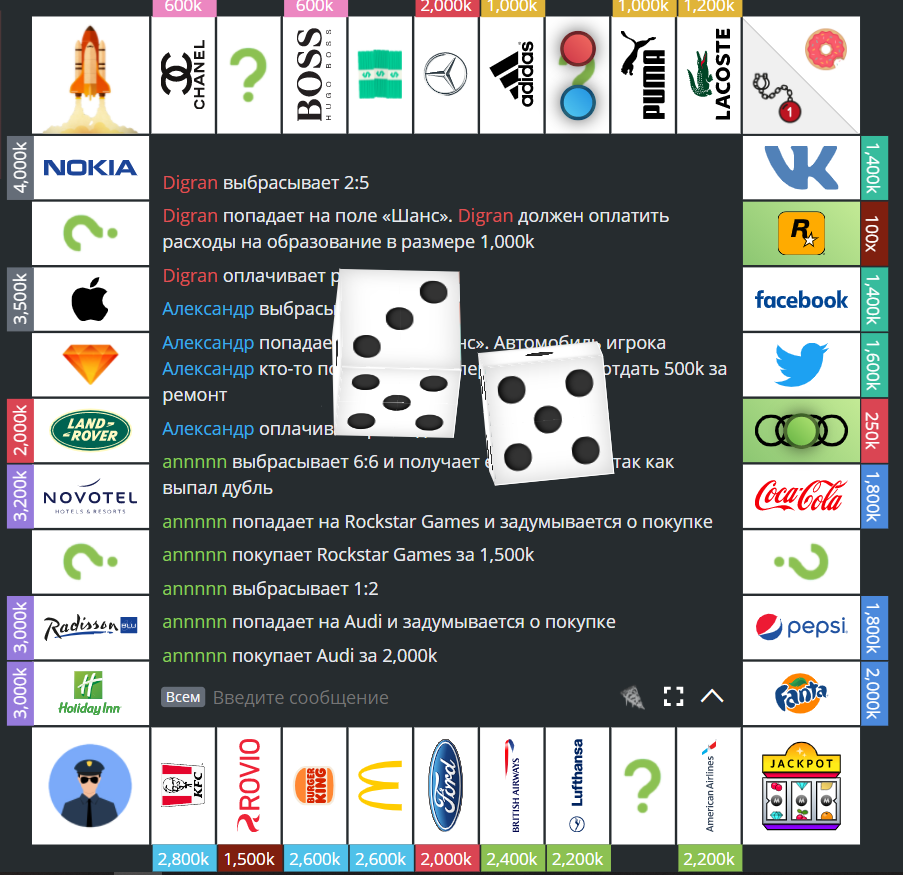 600k
600k
2,000k
1,000k
1,000k
1,200k
CHANEL
BOSS
HUGO BOSS
adidas
PUMA
LACOSTE
1
4,000k
NOKIA
VK
1,400k
R
100x
3,500k
facebook
1,400k
1,600k
2,000k
LAND-
-ROVER
250k
3,200k
NOVOTEL
HOTELS & RESORTS
Coca-Cola
1,800k
3,000k
Radisson BLU
pepsi
1,800k
3,000k
Holiday Inn
Fanta
2,000k
Digran выбрасывает 2:5
Digran попадает на поле «Шанс». Digran должен оплатить
расходы на образование в размере 1,000k
Digran оплачивает
Александр
Александр Автомобиль игрока
Александр кто-то отдать 500k за
ремонт
Александр
annnnn выбрасывает 6:6 и получает так как
выпал дубль
annnnn попадает на Rockstar Games и задумывается о покупке
annnnn покупает Rockstar Games за 1,500k
annnnn выбрасывает 1:2
annnnn попадает на Audi и задумывается о покупке
annnnn покупает Audi за 2,000k
Всем Введите сообщение
KFC
ROVIO
BURGER
KING
Ford
BRITISH AIRWAYS
Lufthansa
American Airlines
JACKPOT
2,800k
1,500k
2,600k
2,600k
2,000k
2,400k
2,200k
2,200k